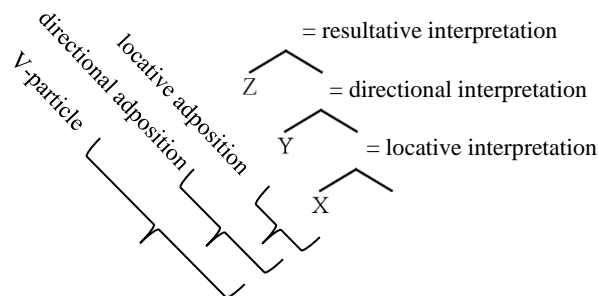 = resultative interpretation
Z
= directional interpretation
Y
= locative interpretation
X
V-particle
directional adposition
locative adposition